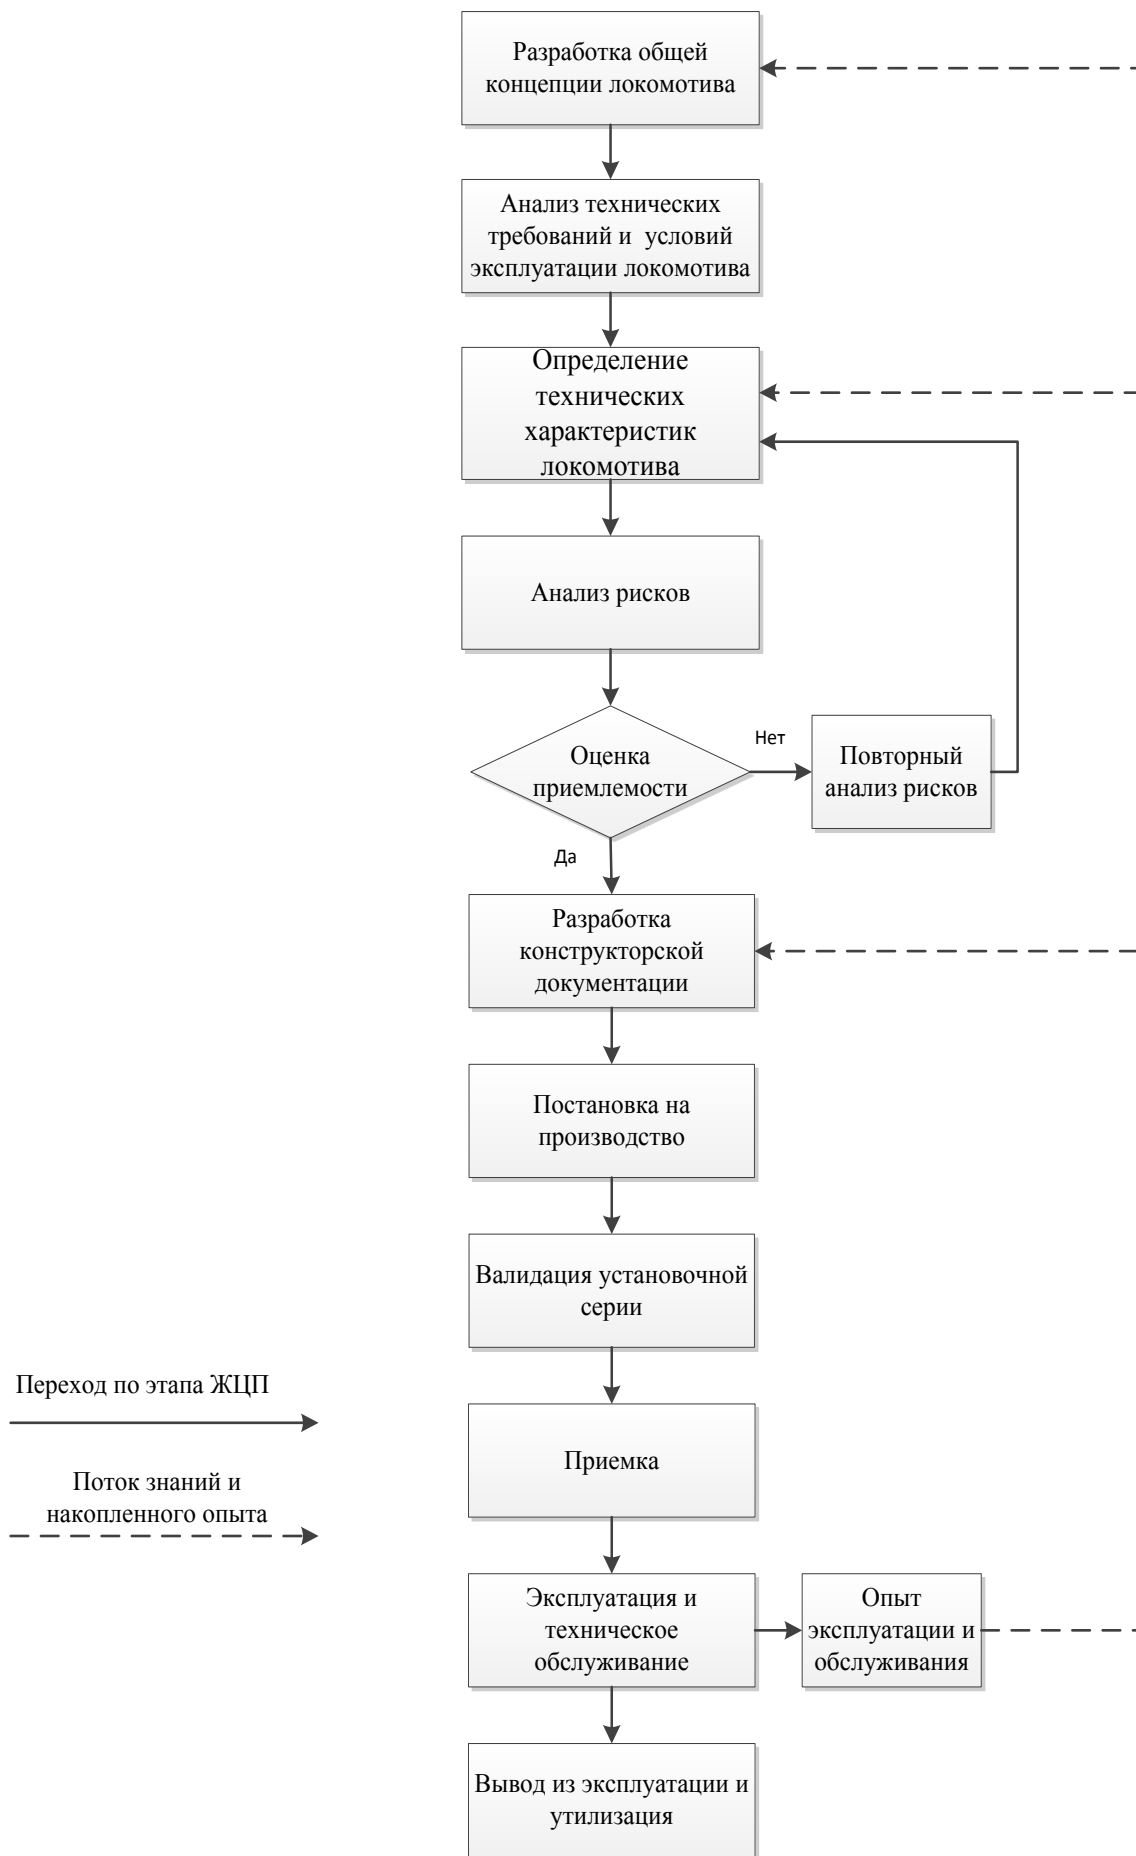 Разработка общей
концепции локомотива
Анализ технических
требований и условий
эксплуатации локомотива
Определение
технических
характеристик
локомотива
Анализ рисков
Оценка
приемлемости
Нет
Повторный
анализ рисков
Да
Разработка
конструкторской
документации
Постановка на
производство
Валидация установочной
серии
Переход по этапа ЖЦП
Приемка
Поток знаний и
накопленного опыта
Эксплуатация и
техническое
обслуживание
Опыт
эксплуатации и
обслуживания
Вывод из эксплуатации и
утилизация